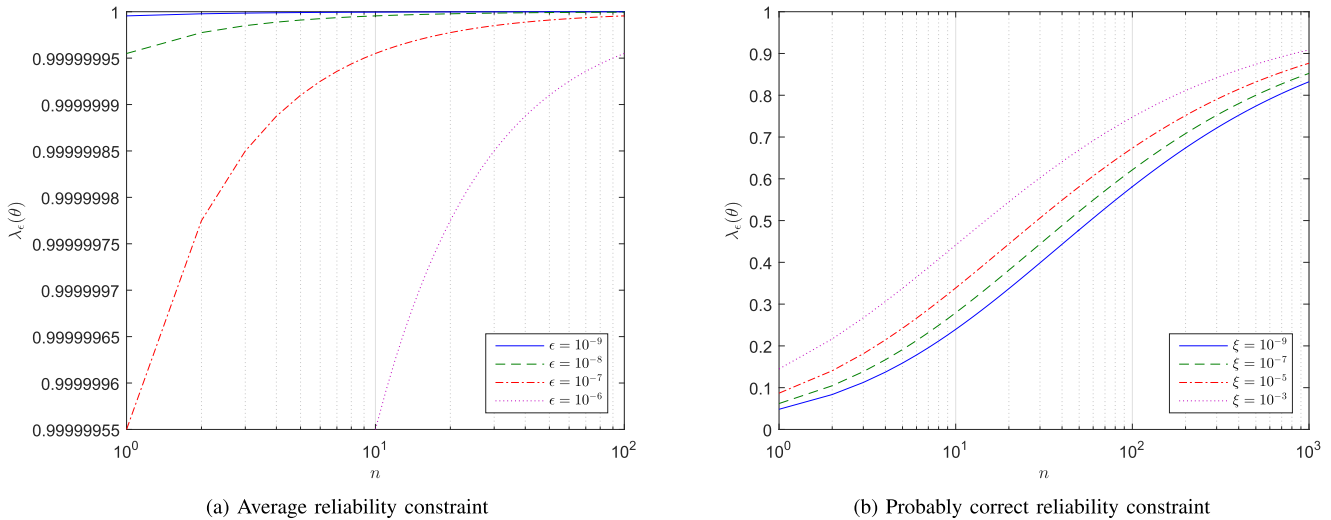 1
0.99999995
0.9999999
0.99999985
0.9999998
0.99999975
0.9999997
0.99999965
0.9999996
0.99999955
λϵ(θ)
10^0
10^1
10^2
n
ϵ = 10^-9
ϵ = 10^-8
ϵ = 10^-7
ϵ = 10^-6
(a) Average reliability constraint
1
0.9
0.8
0.7
0.6
0.5
0.4
0.3
0.2
0.1
0
λϵ(θ)
10^0
10^1
10^2
10^3
n
ξ = 10^-9
ξ = 10^-7
ξ = 10^-5
ξ = 10^-3
(b) Probably correct reliability constraint